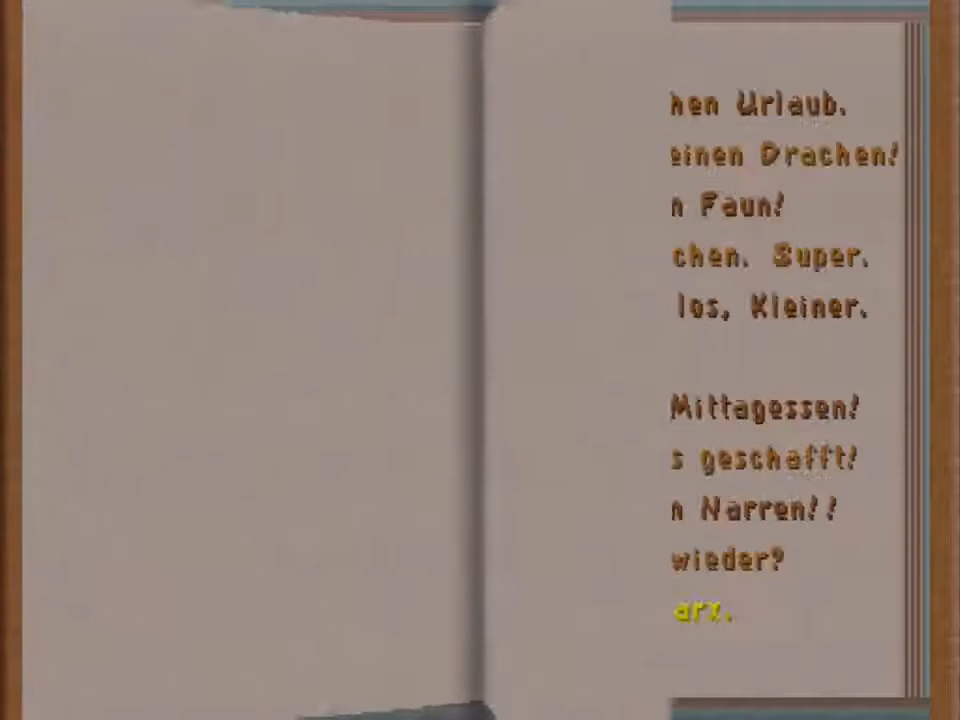 hen Urlaub.
einen Drachen!
n Faun!
chen. Super.
los, Kleiner.
Mittagessen!
s geschafft!
n Narren!!
wieder?
arx.